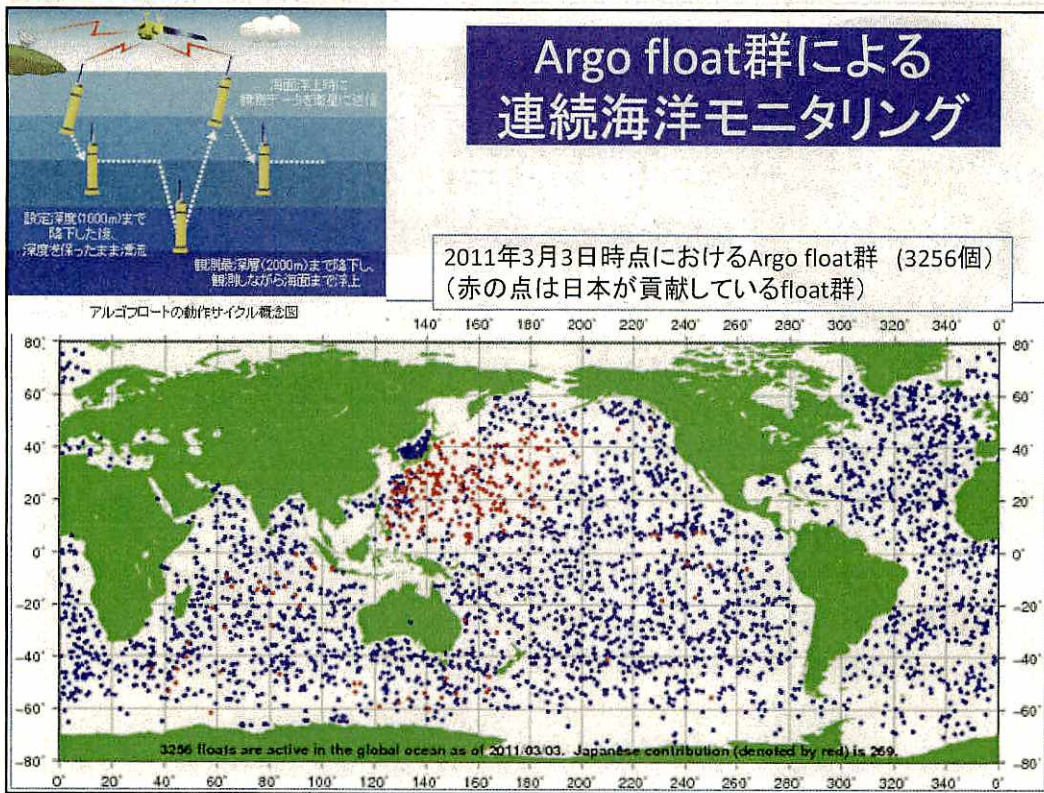 海面浮上時に
観測データを衛星に送信
設定深度(1000m)まで
降下した後、
深度を保ったまま漂流
観測最深層(2000m)まで降下し、
観測しながら海面まで浮上
アルゴフロートの動作サイクル概念図
Argo float群による
連続海洋モニタリング
2011年3月3日時点におけるArgo float群 (3256個)
(赤の点は日本が貢献しているfloat群)
140° 160° 180° 200° 220° 240° 260° 280° 300° 320° 340° 0°
80° 80°
60° 60°
40° 40°
20° 20°
0° 0°
-20° -20°
-40° -40°
-60° -60°
3256 floats are active in the global ocean as of 2011/03/03. Japanese contribution (denoted by red) is 269.
-80° -80°
0° 20° 40° 60° 80° 100° 120° 140° 160° 180° 200° 220° 240° 260° 280° 300° 320° 340° 0°